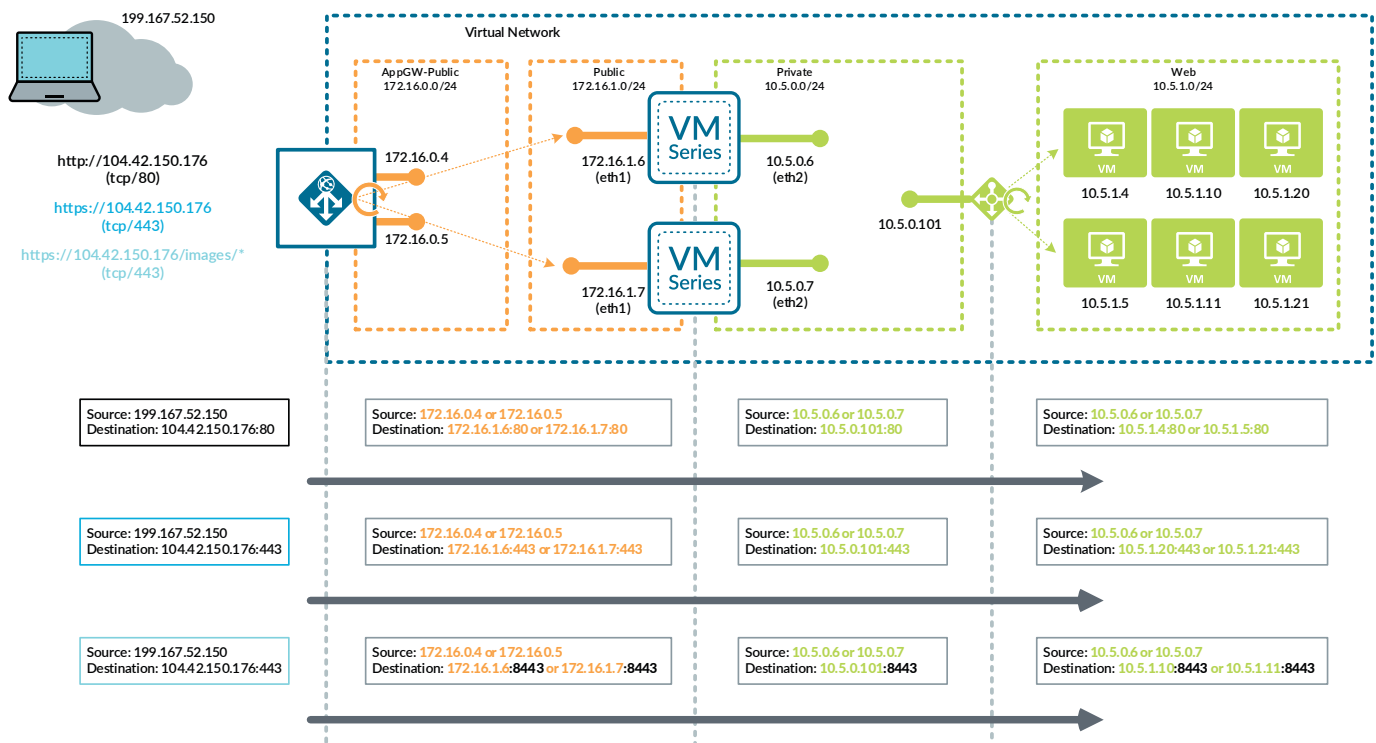 199.167.52.150
Virtual Network
AppGW-Public
172.16.0.0/24
Public
172.16.1.0/24
Private
10.5.0.0/24
Web
10.5.1.0/24
http://104.42.150.176
(tcp/80)
https://104.42.150.176
(tcp/443)
https://104.42.150.176/images/*
(tcp/443)
172.16.0.4
172.16.0.5
172.16.1.6
(eth1)
VM
Series
10.5.0.6
(eth2)
172.16.1.7
(eth1)
VM
Series
10.5.0.7
(eth2)
10.5.0.101
VM
VM
VM
10.5.1.4
10.5.1.10
10.5.1.20
VM
VM
VM
10.5.1.5
10.5.1.11
10.5.1.21
Source: 199.167.52.150
Destination: 104.42.150.176:80
Source: 172.16.0.4 or 172.16.0.5
Destination: 172.16.1.6:80 or 172.16.1.7:80
Source: 10.5.0.6 or 10.5.0.7
Destination: 10.5.0.101:80
Source: 10.5.0.6 or 10.5.0.7
Destination: 10.5.1.4:80 or 10.5.1.5:80
Source: 199.167.52.150
Destination: 104.42.150.176:443
Source: 172.16.0.4 or 172.16.0.5
Destination: 172.16.1.6:443 or 172.16.1.7:443
Source: 10.5.0.6 or 10.5.0.7
Destination: 10.5.0.101:443
Source: 10.5.0.6 or 10.5.0.7
Destination: 10.5.1.20:443 or 10.5.1.21:443
Source: 199.167.52.150
Destination: 104.42.150.176:443
Source: 172.16.0.4 or 172.16.0.5
Destination: 172.16.1.6:8443 or 172.16.1.7:8443
Source: 10.5.0.6 or 10.5.0.7
Destination: 10.5.0.101:8443
Source: 10.5.0.6 or 10.5.0.7
Destination: 10.5.1.10:8443 or 10.5.1.11:8443